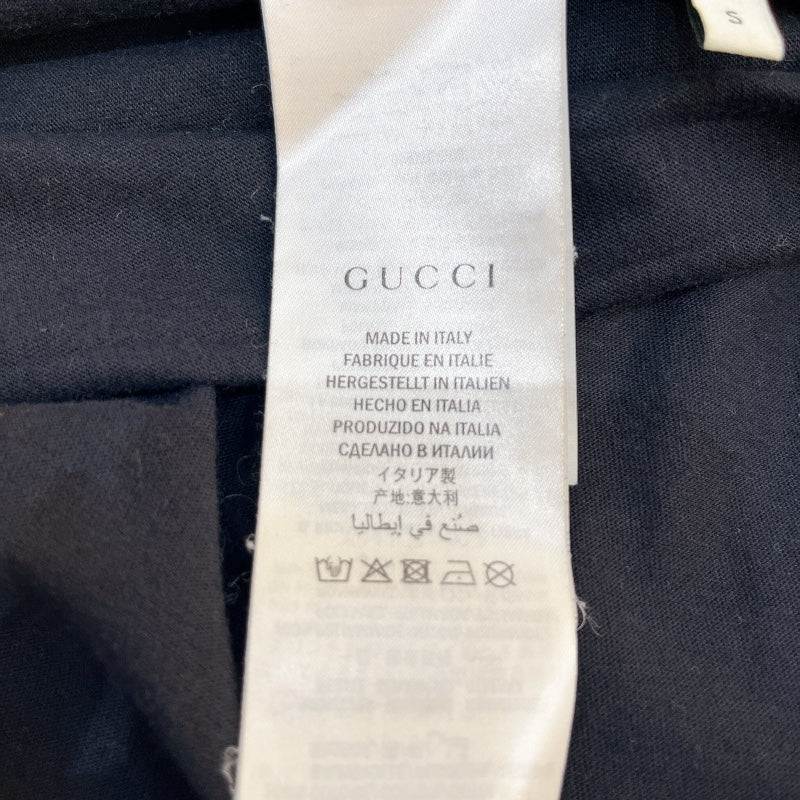 S
GUCCI
MADE IN ITALY
FABRIQUE EN ITALIE
HERGESTELLT IN ITALIEN
HECHO EN ITALIA
PRODUZIDO NA ITALIA
СДЕЛАНО В ИТАЛИИ
イタリア製
产地:意大利
صُنع في إيطاليا